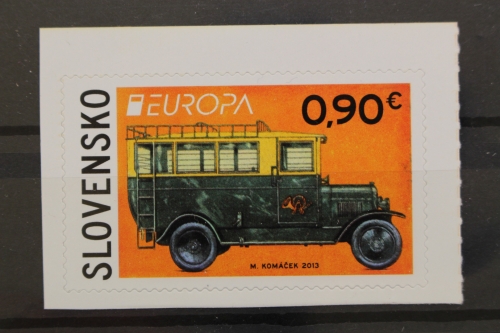 SLOVENSKO
EUROPA
0,90€
M. KOMÁČEK 2013